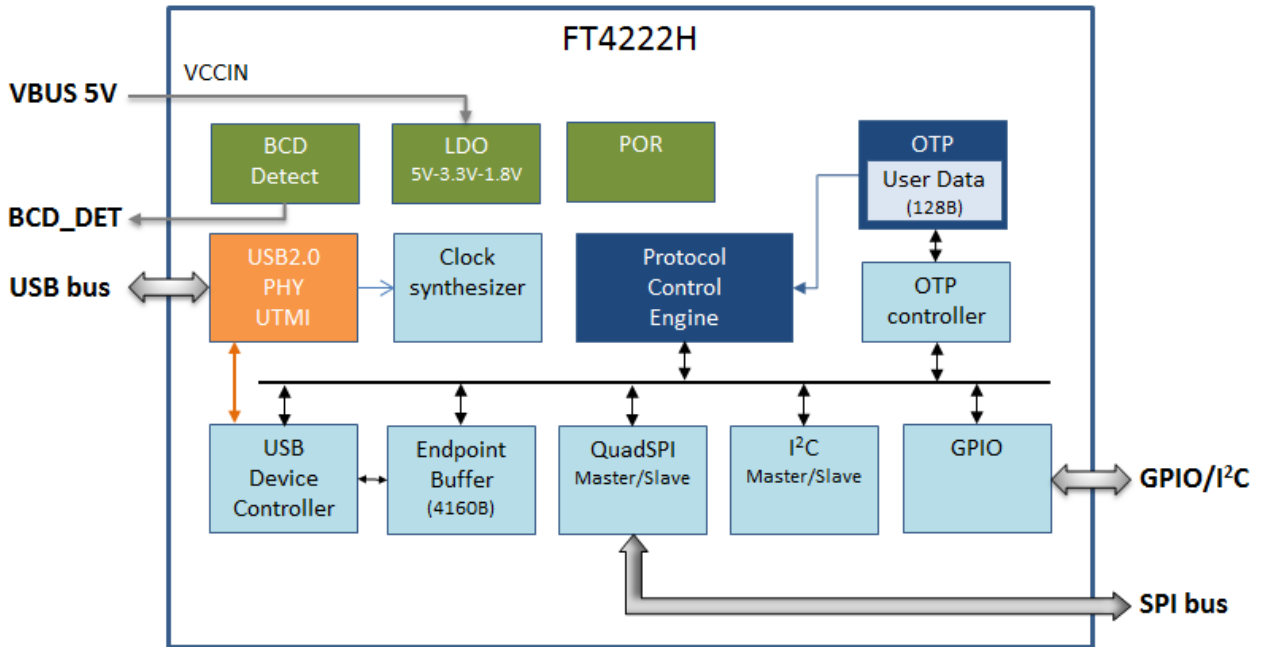 FT4222H
VCCIN
VBUS 5V
BCD
Detect
LDO
5V-3.3V-1.8V
POR
OTP
User Data
(128B)
BCD_DET
USB bus
USB2.0
PHY
UTMI
Clock
synthesizer
Protocol
Control
Engine
OTP
controller
USB
Device
Controller
Endpoint
Buffer
(4160B)
QuadSPI
Master/Slave
I²C
Master/Slave
GPIO
GPIO/I²C
SPI bus